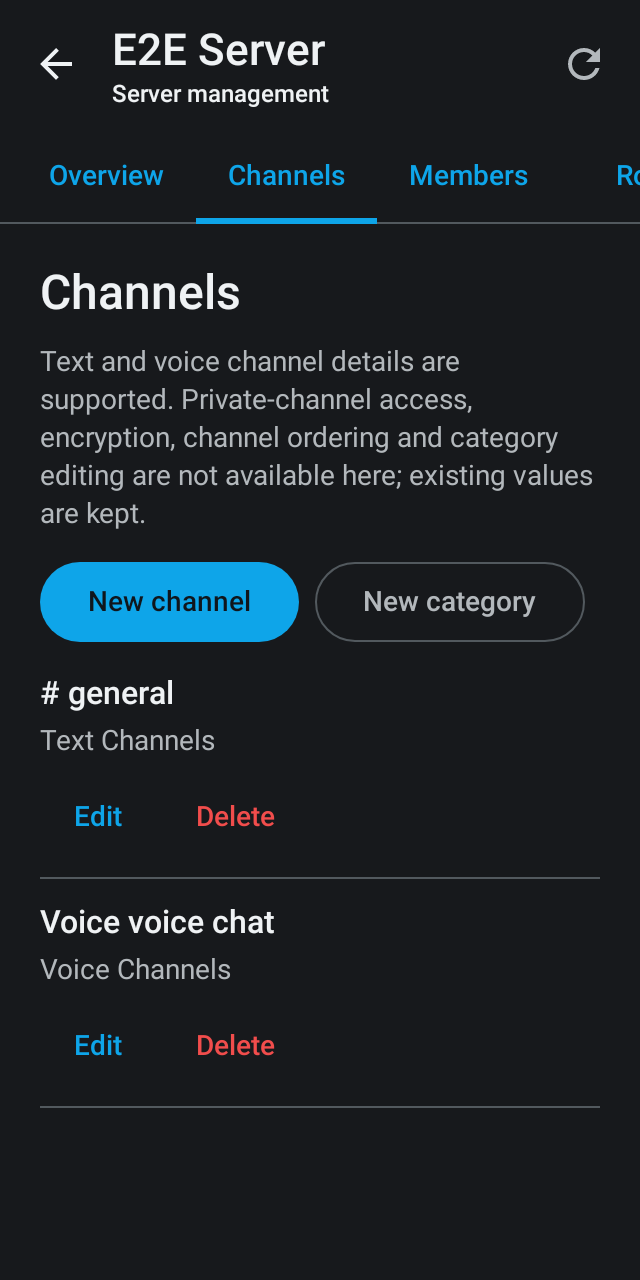 E2E Server
Server management
Overview
Channels
Members
Ro
Channels
Text and voice channel details are
supported. Private-channel access,
encryption, channel ordering and category
editing are not available here; existing values
are kept.
New channel
New category
# general
Text Channels
Edit
Delete
Voice voice chat
Voice Channels
Edit
Delete